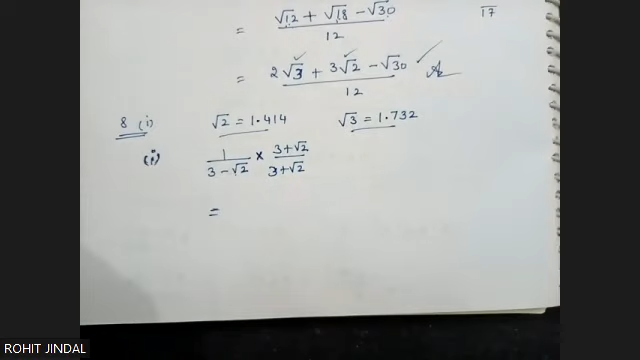 = (√12 + √18 − √30) / 12
17
= (2√3 + 3√2 − √30) / 12
8 (i) √2 = 1.414 √3 = 1.732
(i) 1 / (3 − √2) × (3 + √2) / (3 + √2)
=
ROHIT JINDAL